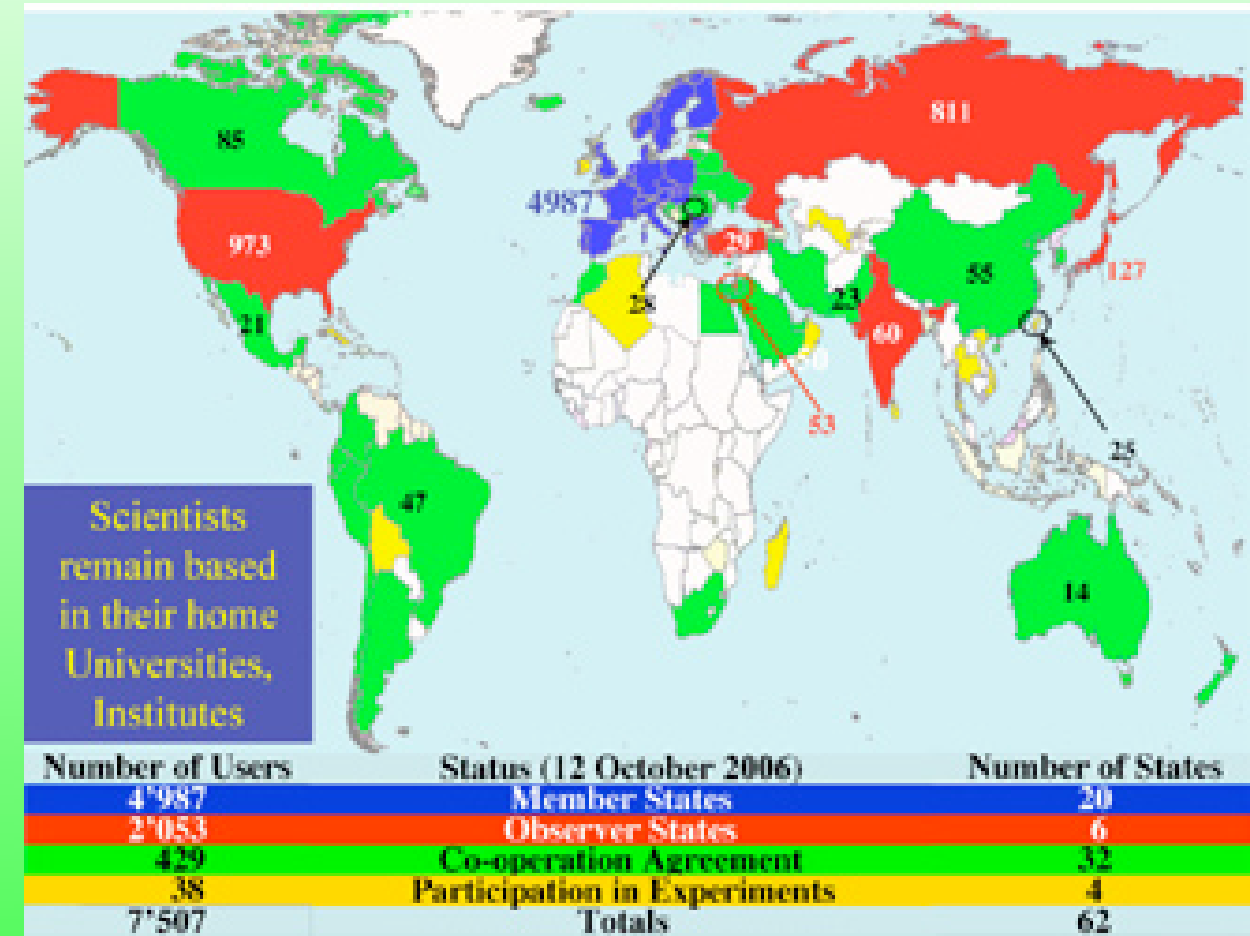 811
85
4987
973
29
127
55
28
23
21
60
53
25
47
14
Scientists
remain based
in their home
Universities,
Institutes
Number of Users Status (12 October 2006) Number of States
4'987 Member States 20
2'053 Observer States 6
429 Co-operation Agreement 32
38 Participation in Experiments 4
7'507 Totals 62